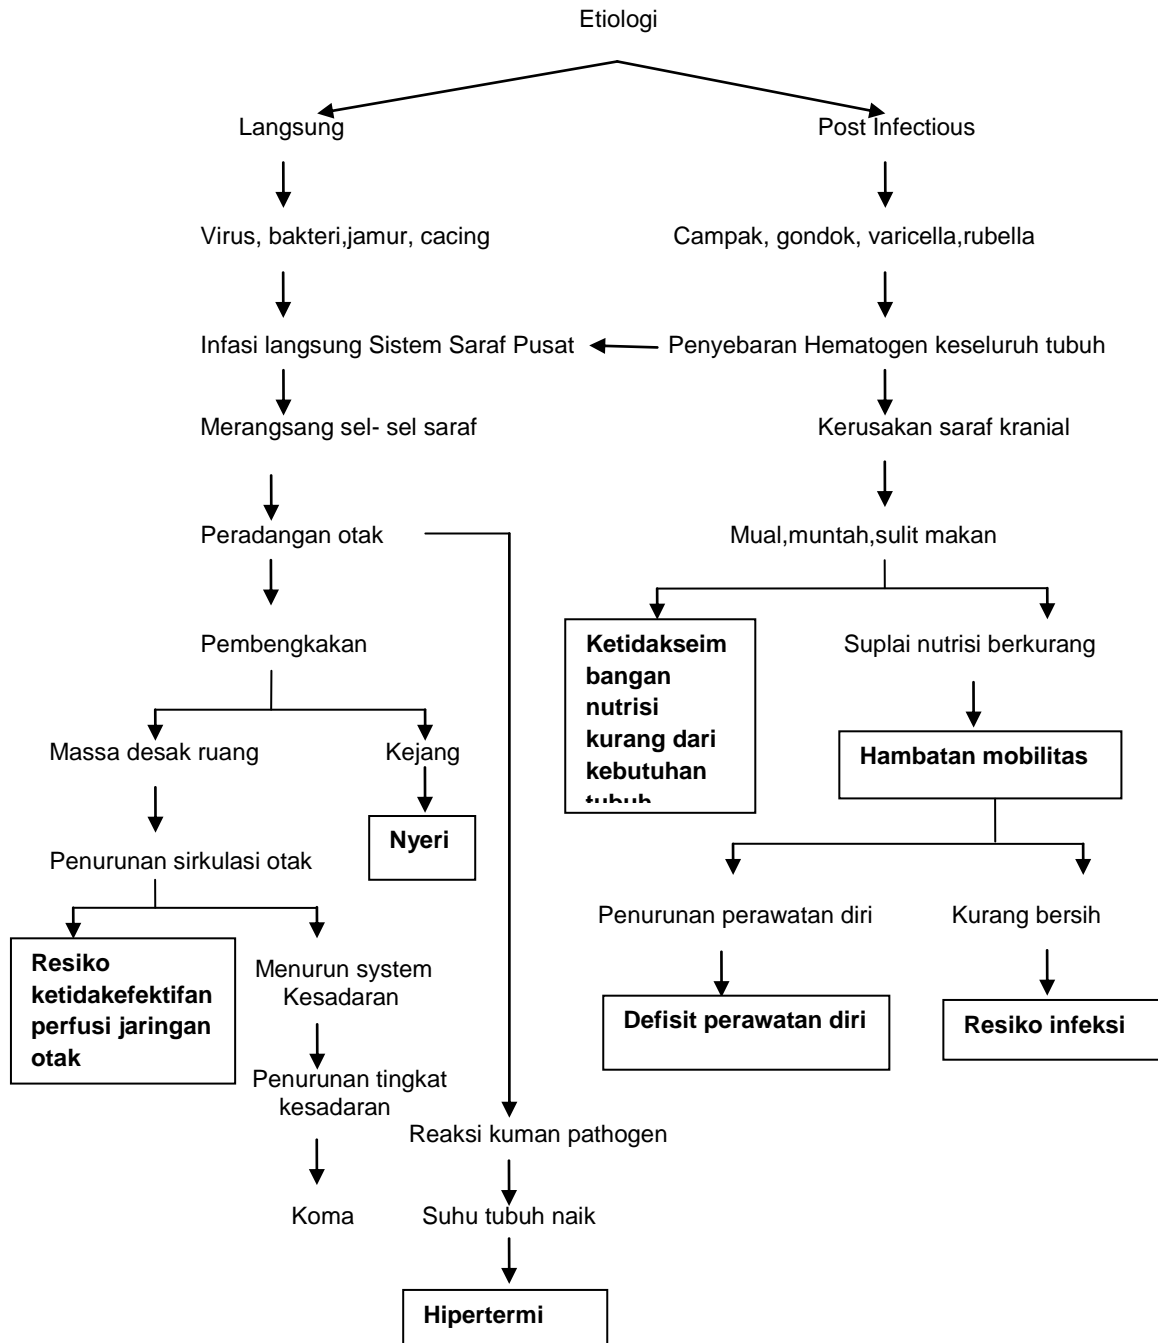 Etiologi
Langsung
Post Infectious
Virus, bakteri,jamur, cacing
Campak, gondok, varicella,rubella
Infasi langsung Sistem Saraf Pusat
Penyebaran Hematogen keseluruh tubuh
Merangsang sel- sel saraf
Kerusakan saraf kranial
Peradangan otak
Mual,muntah,sulit makan
Pembengkakan
Ketidakseim
bangan
nutrisi
kurang dari
kebutuhan
tubuh
Suplai nutrisi berkurang
Massa desak ruang
Kejang
Hambatan mobilitas
Nyeri
Penurunan sirkulasi otak
Penurunan perawatan diri
Kurang bersih
Resiko
ketidakefektifan
perfusi jaringan
otak
Menurun system
Kesadaran
Defisit perawatan diri
Resiko infeksi
Penurunan tingkat
kesadaran
Reaksi kuman pathogen
Koma
Suhu tubuh naik
Hipertermi